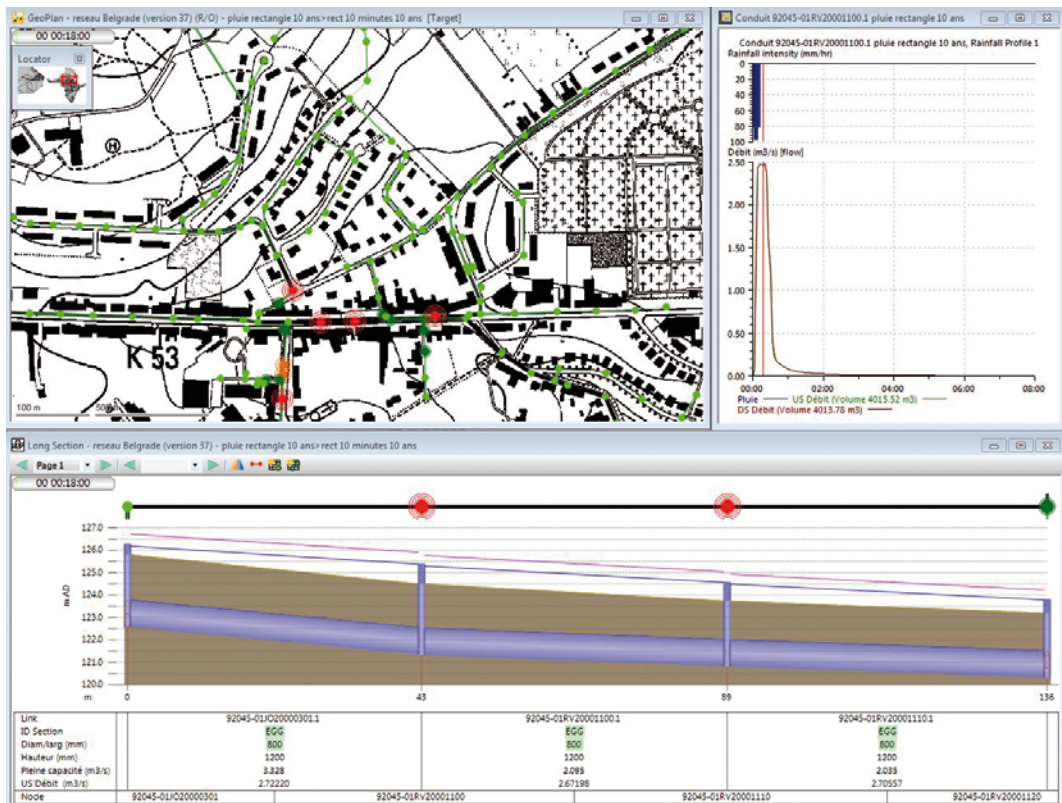 GeoPlan - reseau Belgrade (version 37) (R/O) - pluie rectangle 10 ans>rect 10 minutes 10 ans [Target]
00 00:18:00
Locator
H
K 53
100 m
Conduit 92045-01RV20001100.1 pluie rectangle 10 ans
Conduit 92045-01RV20001100.1 pluie rectangle 10 ans, Rainfall Profile 1
Rainfall intensity (mm/hr)
0
20
40
60
80
100
Débit (m3/s) [flow]
2.50
2.00
1.50
1.00
0.50
0.00
00:00 02:00 04:00 06:00 08:00
Pluie US Débit (Volume 4015.52 m3)
DS Débit (Volume 4013.78 m3)
Long Section - reseau Belgrade (version 37) - pluie rectangle 10 ans>rect 10 minutes 10 ans
Page 1
00 00:18:00
127.0
126.0
125.0
124.0
123.0
122.0
121.0
120.0
m AD
m 0 43 89 136
Link 92045-01JO20000301.1 92045-01RV20001100.1 92045-01RV20001110.1
ID Section EGG EGG EGG
Diam/larg (mm) 800 800 800
Hauteur (mm) 1200 1200 1200
Pleine capacité (m3/s) 3.328 2.095 2.035
US Débit (m3/s) 2.72220 2.67198 2.70557
Node 92045-01JO20000301 92045-01RV20001100 92045-01RV20001110 92045-01RV20001120